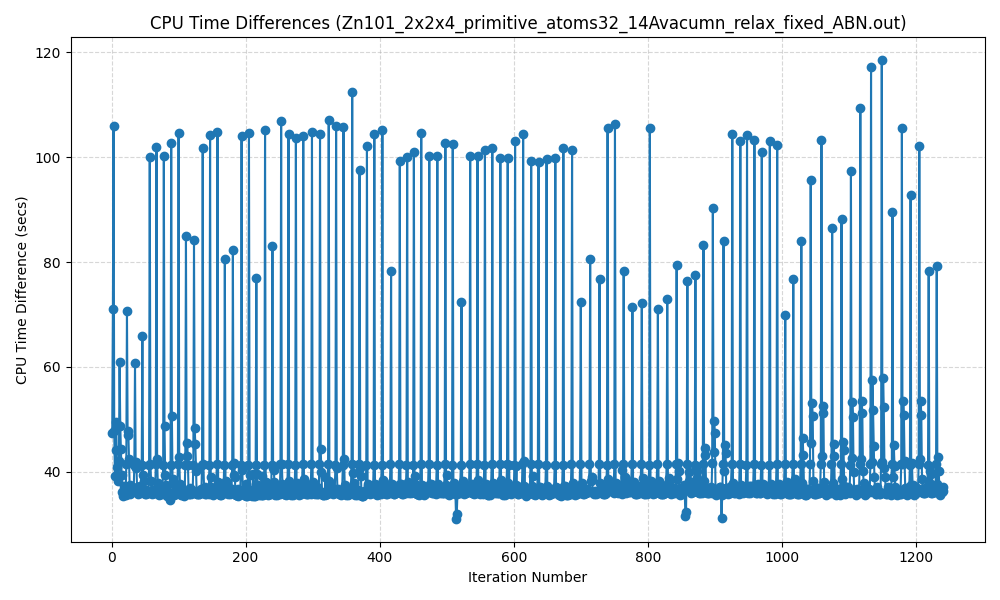 CPU Time Differences (Zn101_2x2x4_primitive_atoms32_14Avacumn_relax_fixed_ABN.out)
120
100
80
60
40
CPU Time Difference (secs)
0 200 400 600 800 1000 1200
Iteration Number